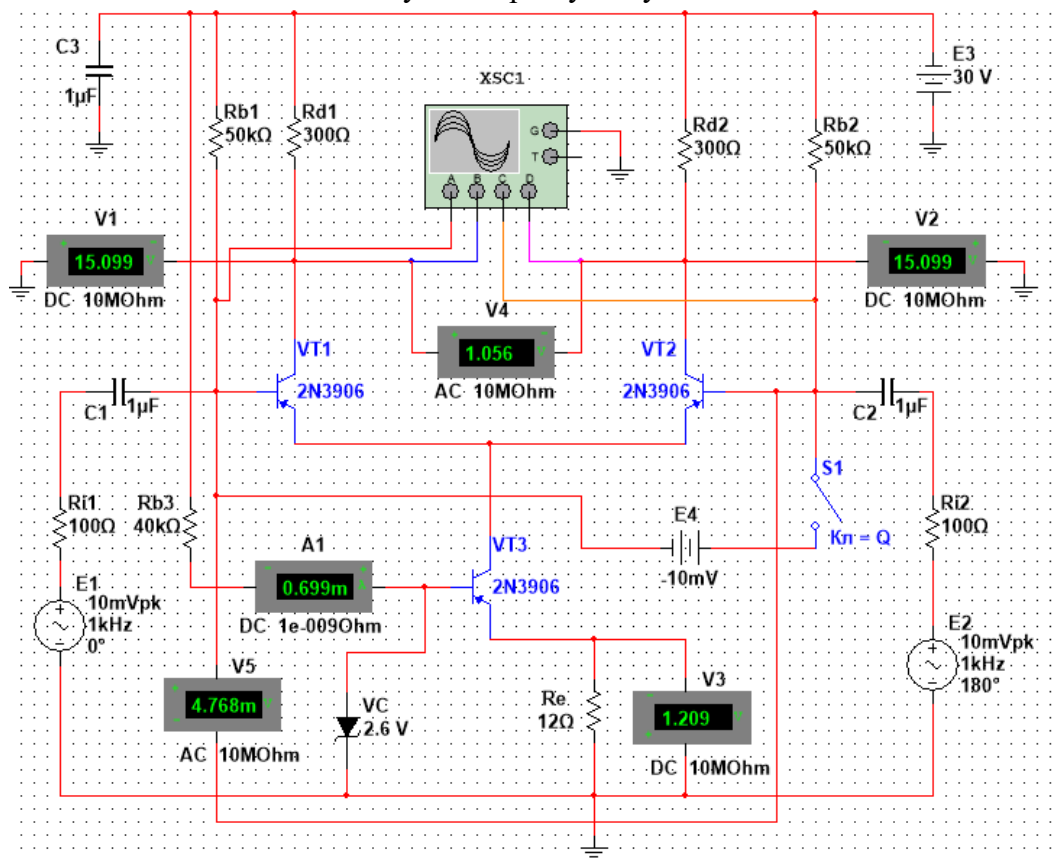 C3
1µF
E3
30 V
XSC1
Rb1
50kΩ
Rd1
300Ω
Rd2
300Ω
Rb2
50kΩ
G
T
A
B
C
D
V1
15.099 V
DC 10MOhm
V2
15.099 V
DC 10MOhm
V4
1.056 V
AC 10MOhm
VT1
2N3906
VT2
2N3906
C1
1µF
C2
1µF
S1
Кл = Q
Ri1
100Ω
Rb3
40kΩ
E4
-10mV
Ri2
100Ω
A1
0.699m A
DC 1e-009Ohm
VT3
2N3906
E1
10mVpk
1kHz
0°
E2
10mVpk
1kHz
180°
V5
4.768m V
AC 10MOhm
VC
2.6 V
Re
12Ω
V3
1.209 V
DC 10MOhm